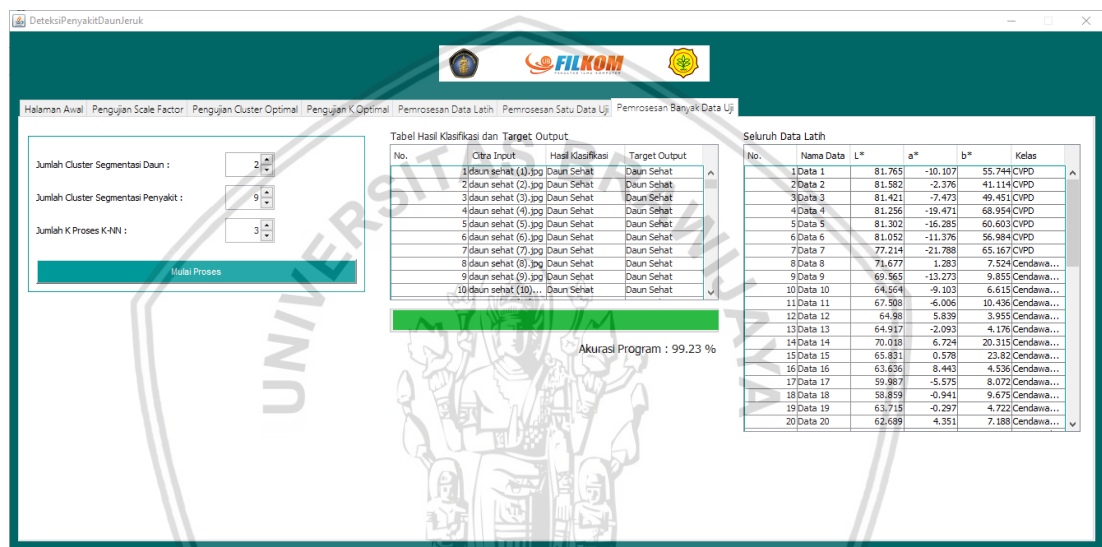 DeteksiPenyakitDaunJeruk
FILKOM
FAKULTAS ILMU KOMPUTER
Halaman Awal Pengujian Scale Factor Pengujian Cluster Optimal Pengujian K Optimal Pemrosesan Data Latih Pemrosesan Satu Data Uji Pemrosesan Banyak Data Uji
Jumlah Cluster Segmentasi Daun : 2
Jumlah Cluster Segmentasi Penyakit : 9
Jumlah K Proses K-NN : 3
Mulai Proses
Tabel Hasil Klasifikasi dan Target Output
No. Citra Input Hasil Klasifikasi Target Output
1 daun sehat (1).jpg Daun Sehat Daun Sehat
2 daun sehat (2).jpg Daun Sehat Daun Sehat
3 daun sehat (3).jpg Daun Sehat Daun Sehat
4 daun sehat (4).jpg Daun Sehat Daun Sehat
5 daun sehat (5).jpg Daun Sehat Daun Sehat
6 daun sehat (6).jpg Daun Sehat Daun Sehat
7 daun sehat (7).jpg Daun Sehat Daun Sehat
8 daun sehat (8).jpg Daun Sehat Daun Sehat
9 daun sehat (9).jpg Daun Sehat Daun Sehat
10 daun sehat (10)... Daun Sehat Daun Sehat
Akurasi Program : 99.23 %
Seluruh Data Latih
No. Nama Data L* a* b* Kelas
1 Data 1 81.765 -10.107 55.744 CVPD
2 Data 2 81.582 -2.376 41.114 CVPD
3 Data 3 81.421 -7.473 49.451 CVPD
4 Data 4 81.256 -19.471 68.954 CVPD
5 Data 5 81.302 -16.285 60.603 CVPD
6 Data 6 81.052 -11.376 56.984 CVPD
7 Data 7 77.214 -21.788 65.167 CVPD
8 Data 8 71.677 1.283 7.524 Cendawa...
9 Data 9 69.565 -13.273 9.855 Cendawa...
10 Data 10 64.564 -9.103 6.615 Cendawa...
11 Data 11 67.508 -6.006 10.436 Cendawa...
12 Data 12 64.98 5.839 3.955 Cendawa...
13 Data 13 64.917 -2.093 4.176 Cendawa...
14 Data 14 70.018 6.724 20.315 Cendawa...
15 Data 15 65.831 0.578 23.82 Cendawa...
16 Data 16 63.636 8.443 4.536 Cendawa...
17 Data 17 59.987 -5.575 8.072 Cendawa...
18 Data 18 58.859 -0.941 9.675 Cendawa...
19 Data 19 63.715 -0.297 4.722 Cendawa...
20 Data 20 62.689 4.351 7.188 Cendawa...
UNIVERSITAS BRAWIJAYA